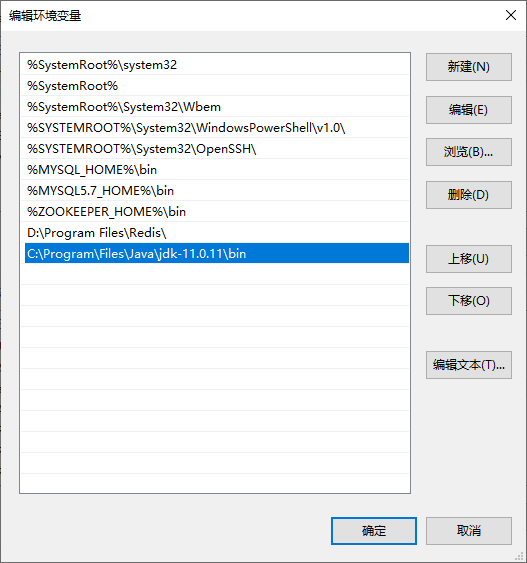 编辑环境变量
%SystemRoot%\system32
%SystemRoot%
%SystemRoot%\System32\Wbem
%SYSTEMROOT%\System32\WindowsPowerShell\v1.0\
%SYSTEMROOT%\System32\OpenSSH\
%MYSQL_HOME%\bin
%MYSQL5.7_HOME%\bin
%ZOOKEEPER_HOME%\bin
D:\Program Files\Redis\
C:\Program\Files\Java\jdk-11.0.11\bin
新建(N)
编辑(E)
浏览(B)...
删除(D)
上移(U)
下移(O)
编辑文本(T)...
确定
取消